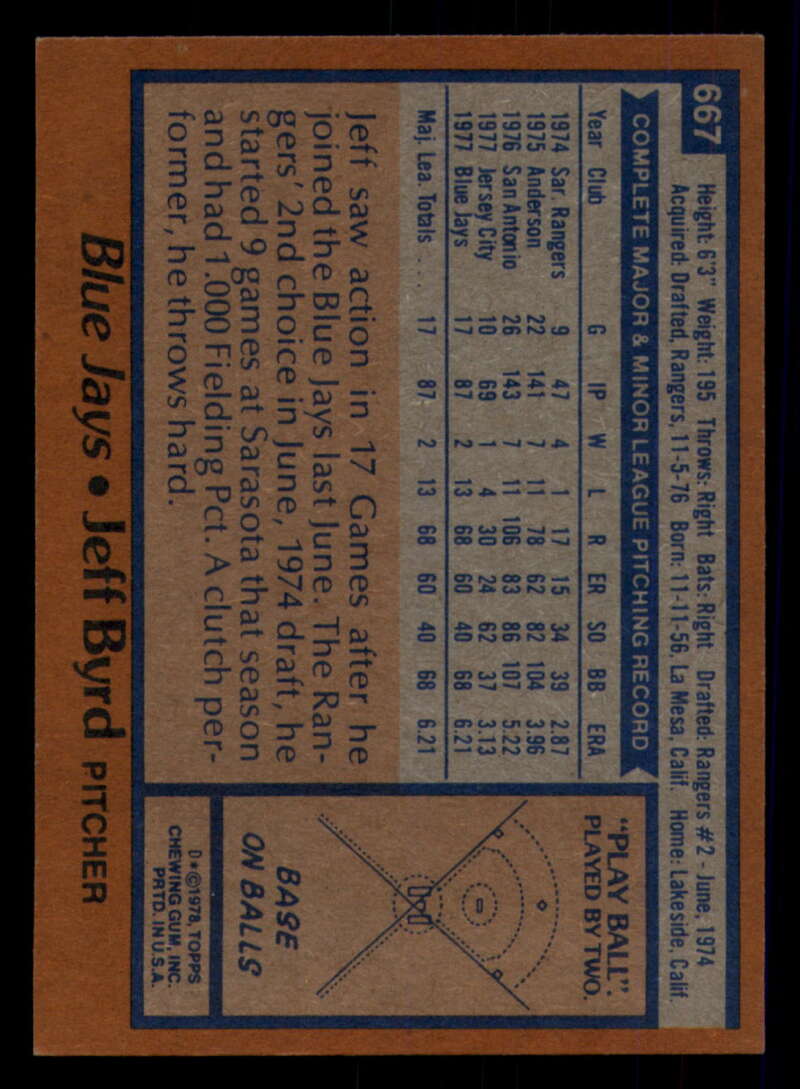 667
Height: 6'3" Weight: 195 Throws: Right Bats: Right Drafted: Rangers #2 - June, 1974
Acquired: Drafted, Rangers, 11-5-76 Born: 11-11-56, La Mesa, Calif. Home: Lakeside, Calif.
COMPLETE MAJOR & MINOR LEAGUE PITCHING RECORD
Year Club G IP W L R ER SO BB ERA
1974 Sar. Rangers 9 47 4 1 17 15 34 39 2.87
1975 Anderson 22 141 7 11 78 62 82 104 3.96
1976 San Antonio 26 143 7 11 106 83 86 107 5.22
1977 Jersey City 10 69 1 4 30 24 62 37 3.13
1977 Blue Jays 17 87 2 13 68 60 40 68 6.21
Maj. Lea. Totals ... 17 87 2 13 68 60 40 68 6.21
Jeff saw action in 17 Games after he
joined the Blue Jays last June. The Ran-
gers' 2nd choice in June, 1974 draft, he
started 9 games at Sarasota that season
and had 1.000 Fielding Pct. A clutch per-
former, he throws hard.
"PLAY BALL".
PLAYED BY TWO.
BASE
ON BALLS
D*©1978, TOPPS
CHEWING GUM, INC.
PRTD. IN U.S.A.
Blue Jays • Jeff Byrd PITCHER